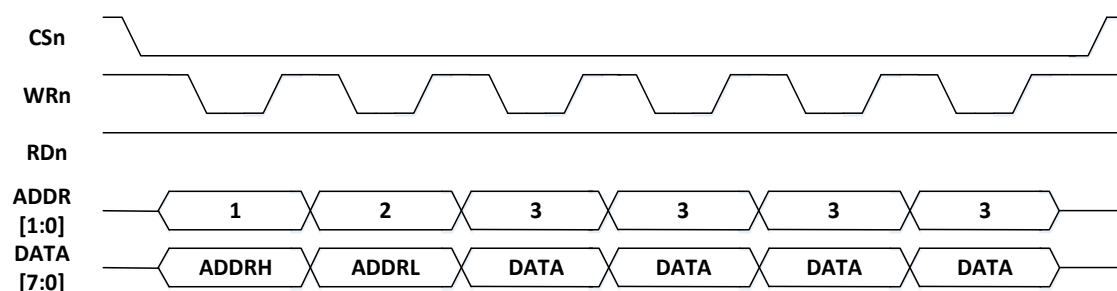 CSn
WRn
RDn
ADDR
[1:0]
1 2 3 3 3 3
DATA
[7:0]
ADDRH ADDRL DATA DATA DATA DATA